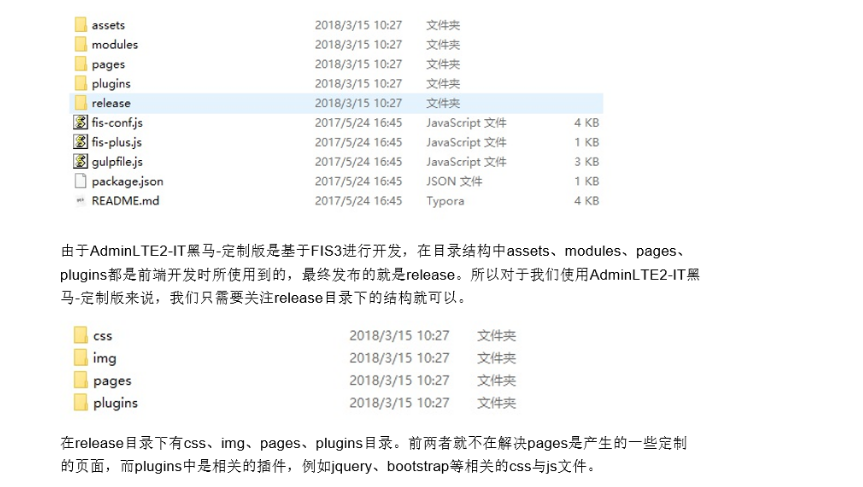 assets 2018/3/15 10:27 文件夹
modules 2018/3/15 10:27 文件夹
pages 2018/3/15 10:27 文件夹
plugins 2018/3/15 10:27 文件夹
release 2018/3/15 10:27 文件夹
fis-conf.js 2017/5/24 16:45 JavaScript 文件 4 KB
fis-plus.js 2017/5/24 16:45 JavaScript 文件 1 KB
gulpfile.js 2017/5/24 16:45 JavaScript 文件 3 KB
package.json 2017/5/24 16:45 JSON 文件 1 KB
README.md 2017/5/24 16:45 Typora 4 KB
由于AdminLTE2-IT黑马-定制版是基于FIS3进行开发，在目录结构中assets、modules、pages、
plugins都是前端开发时所使用到的，最终发布的就是release。所以对于我们使用AdminLTE2-IT黑
马-定制版来说，我们只需要关注release目录下的结构就可以。
css 2018/3/15 10:27 文件夹
img 2018/3/15 10:27 文件夹
pages 2018/3/15 10:27 文件夹
plugins 2018/3/15 10:27 文件夹
在release目录下有css、img、pages、plugins目录。前两者就不在解决pages是产生的一些定制
的页面，而plugins中是相关的插件，例如jquery、bootstrap等相关的css与js文件。